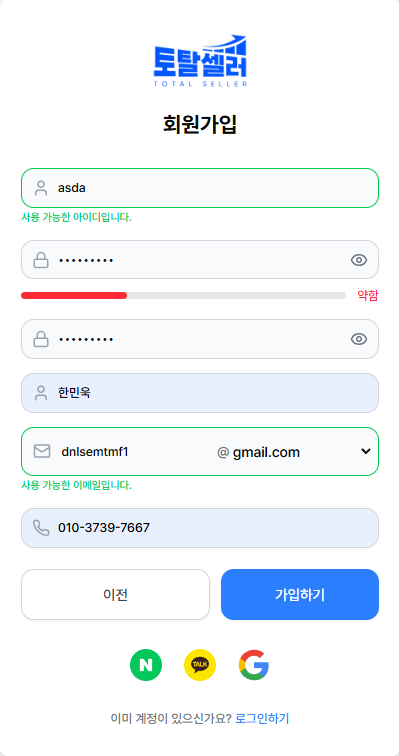 토탈셀러
TOTAL SELLER
회원가입
asda
사용 가능한 아이디입니다.
•••••••••
약함
•••••••••
한민욱
dnlsemtmf1 @ gmail.com
사용 가능한 이메일입니다.
010-3739-7667
이전 가입하기
N TALK G
이미 계정이 있으신가요? 로그인하기